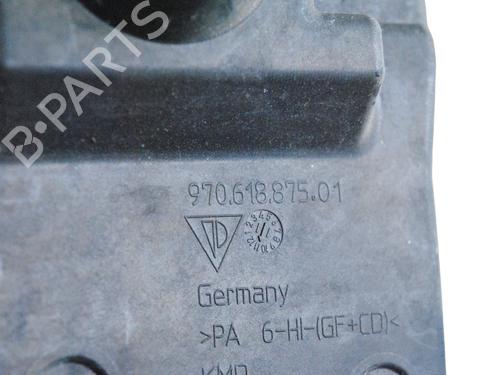 B-PARTS
970.618.875.01
Germany
>PA 6-HI-(GF+CD)<